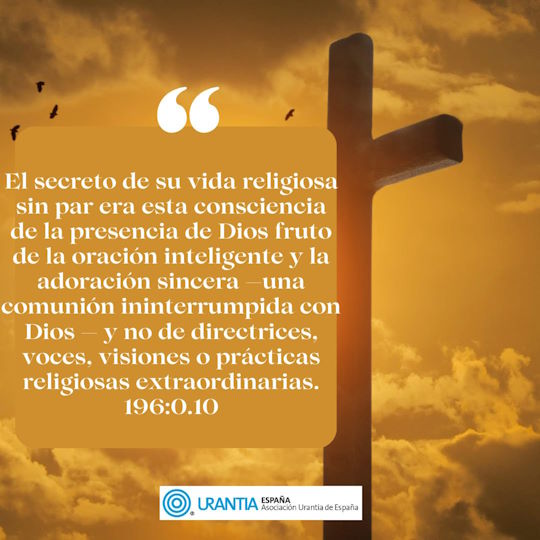 El secreto de su vida religiosa
sin par era esta consciencia
de la presencia de Dios fruto
de la oración inteligente y la
adoración sincera —una
comunión ininterrumpida con
Dios — y no de directrices,
voces, visiones o prácticas
religiosas extraordinarias.
196:0.10
URANTIA ESPAÑA
® Asociación Urantia de España